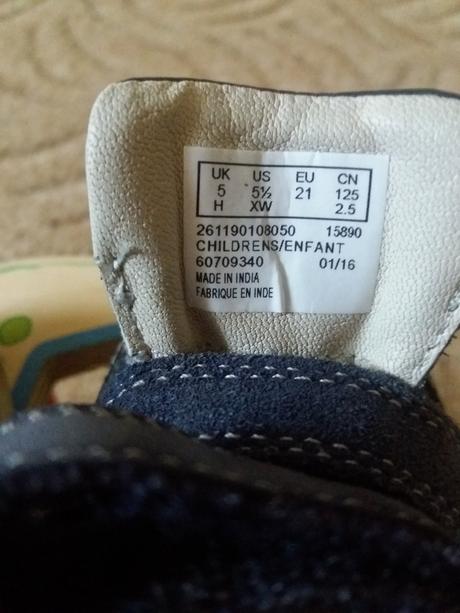 UK US EU CN
5 5½ 21 125
H XW 2.5
261190108050 15890
CHILDRENS/ENFANT
60709340 01/16
MADE IN INDIA
FABRIQUE EN INDE